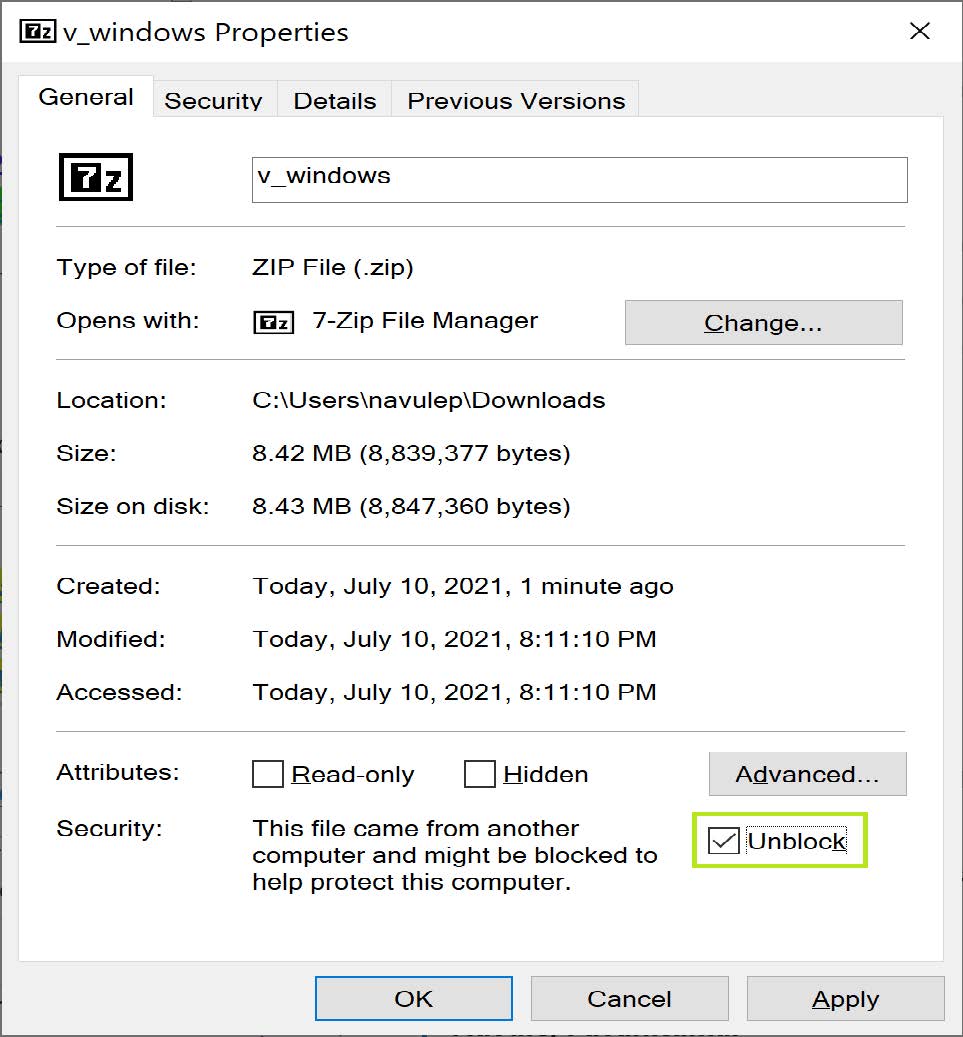 7z v_windows Properties
General Security Details Previous Versions
7z v_windows
Type of file: ZIP File (.zip)
Opens with: 7z 7-Zip File Manager Change...
Location: C:\Users\navulep\Downloads
Size: 8.42 MB (8,839,377 bytes)
Size on disk: 8.43 MB (8,847,360 bytes)
Created: Today, July 10, 2021, 1 minute ago
Modified: Today, July 10, 2021, 8:11:10 PM
Accessed: Today, July 10, 2021, 8:11:10 PM
Attributes: Read-only Hidden Advanced...
Security: This file came from another
computer and might be blocked to
help protect this computer.
Unblock
OK Cancel Apply